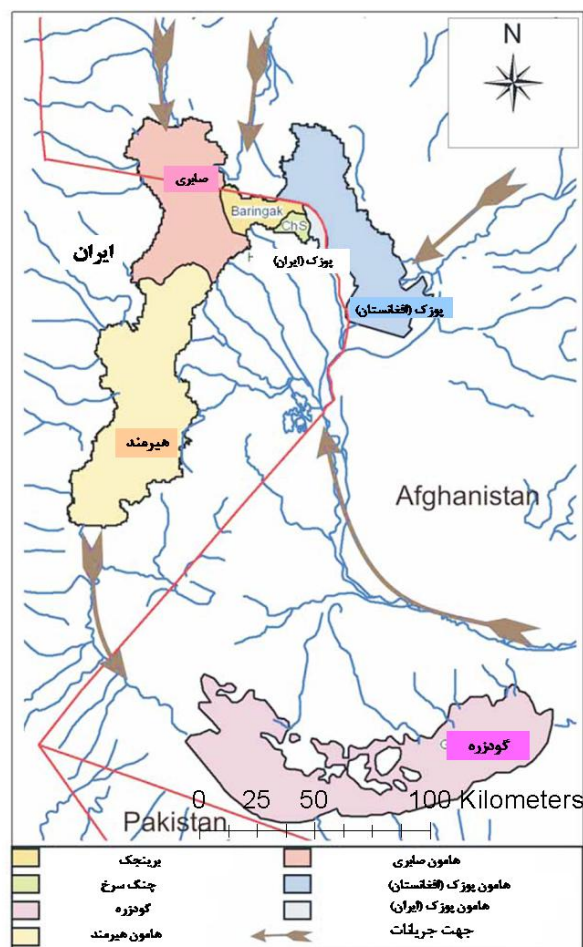 N
صابری
Baringak
ChS
ایران
پوزک (ایران)
پوزک (افغانستان)
هیرمند
Afghanistan
گودزره
0 25 50 100 Kilometers
Pakistan
برینجک
هامون صابری
چنگ سرخ
هامون پوزک (افغانستان)
گودزره
هامون پوزک (ایران)
هامون هیرمند
جهت جریانات